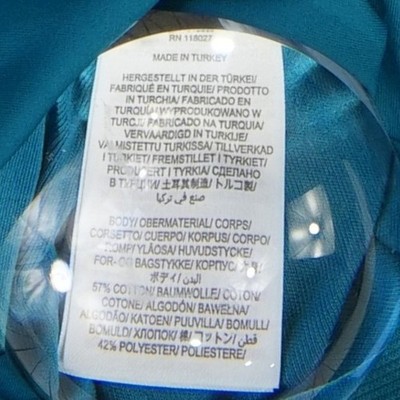 RN 118027
MADE IN TURKEY
HERGESTELLT IN DER TÜRKEI/
FABRIQUÉ EN TURQUIE/ PRODOTTO
IN TURCHIA/ FABRICADO EN
TURQUÍA/ WYPRODUKOWANO W
TURCJI/ FABRICADO NA TURQUIA/
VERVAARDIGD IN TURKIJE/
VALMISTETTU TURKISSA/ TILLVERKAD
I TURKIET/ FREMSTILLET I TYRKIET/
PRODUSERT I TYRKIA/ СДЕЛАНО
В ТУРЦИИ/ 土耳其制造/ トルコ製/
صنع في تركيا
BODY/ OBERMATERIAL/ CORPS/
CORSETTO/ CUERPO/ KORPUS/ CORPO/
ROMPP/ YLÄOSA/ HUVUDSTYCKE/
FOR- OG BAGSTYKKE/ КОРПУС/
ボディ/ البدن
57% COTTON/ BAUMWOLLE/ COTON/
COTONE/ ALGODÓN/ BAWEŁNA/
ALGODÃO/ KATOEN/ PUUVILLA/ BOMULL/
BOMULD/ ХЛОПОК/ 棉/ コットン/ قطن
42% POLYESTER/ POLIESTERE/